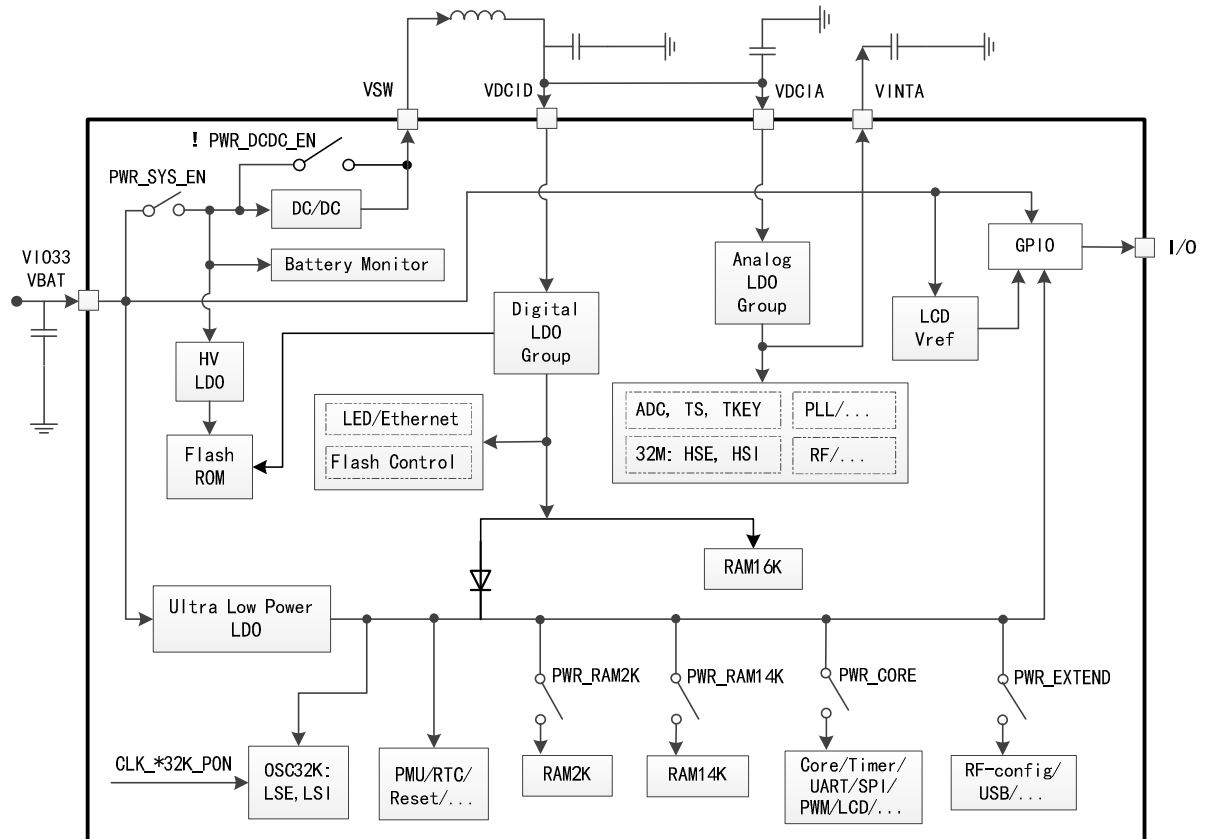 VSW
VDCID
VDCIA
VINTA
! PWR_DCDC_EN
PWR_SYS_EN
DC/DC
VIO33
VBAT
Battery Monitor
GPIO
I/O
Analog
LDO
Group
Digital
LDO
Group
LCD
Vref
HV
LDO
LED/Ethernet
Flash Control
ADC, TS, TKEY
PLL/...
32M: HSE, HSI
RF/...
Flash
ROM
RAM16K
Ultra Low Power
LDO
PWR_RAM2K
PWR_RAM14K
PWR_CORE
PWR_EXTEND
CLK_*32K_PON
OSC32K:
LSE, LSI
PMU/RTC/
Reset/...
RAM2K
RAM14K
Core/Timer/
UART/SPI/
PWM/LCD/...
RF-config/
USB/...